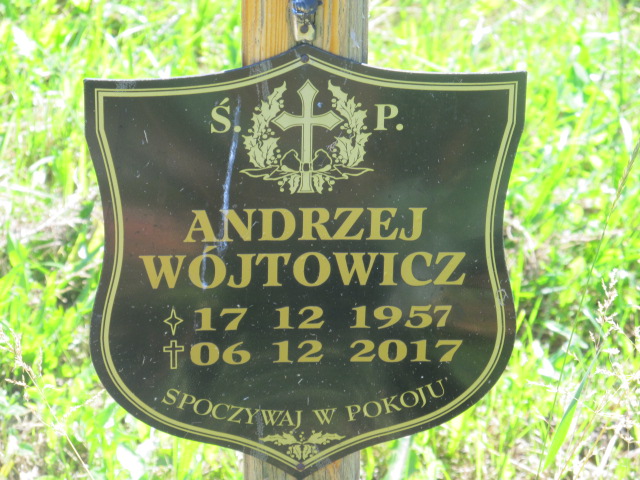 Ś. P.
ANDRZEJ
WÓJTOWICZ
17 12 1957
06 12 2017
SPOCZYWAJ W POKOJU